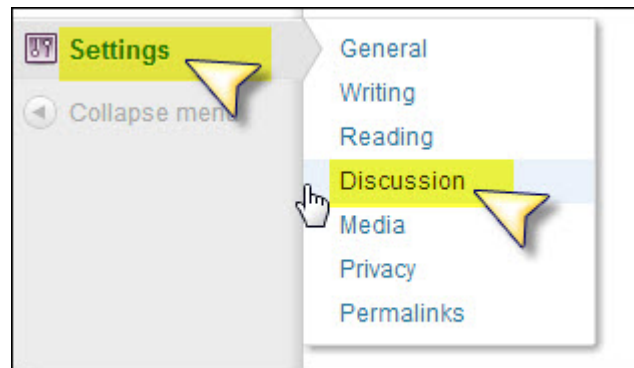 Settings
Collapse menu
General
Writing
Reading
Discussion
Media
Privacy
Permalinks